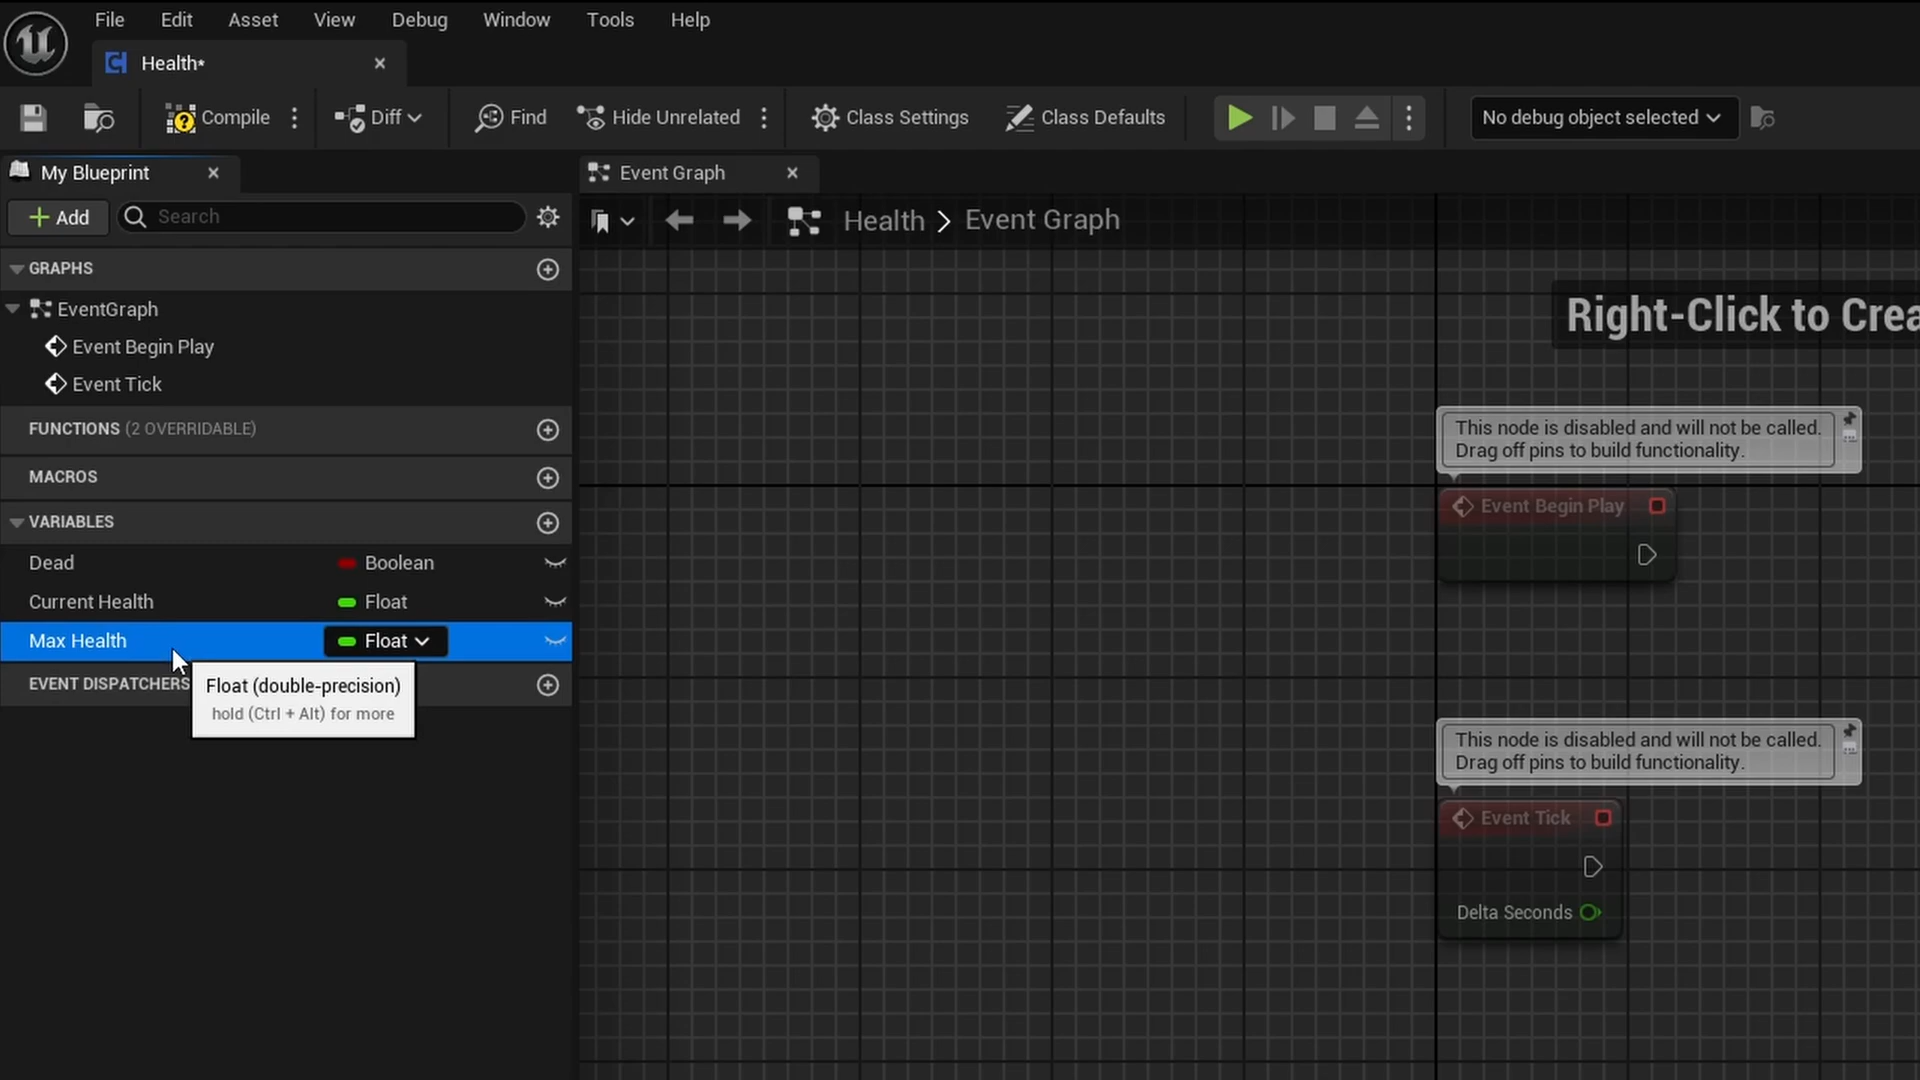 File Edit Asset View Debug Window Tools Help
Health*
Compile Diff Find Hide Unrelated Class Settings Class Defaults No debug object selected
My Blueprint
Event Graph
Add Search
Health > Event Graph
GRAPHS
EventGraph
Event Begin Play
Event Tick
FUNCTIONS (2 OVERRIDABLE)
MACROS
VARIABLES
Dead Boolean
Current Health Float
Max Health Float
EVENT DISPATCHERS
Float (double-precision)
hold (Ctrl + Alt) for more
Right-Click to Crea
This node is disabled and will not be called.
Drag off pins to build functionality.
Event Begin Play
This node is disabled and will not be called.
Drag off pins to build functionality.
Event Tick
Delta Seconds